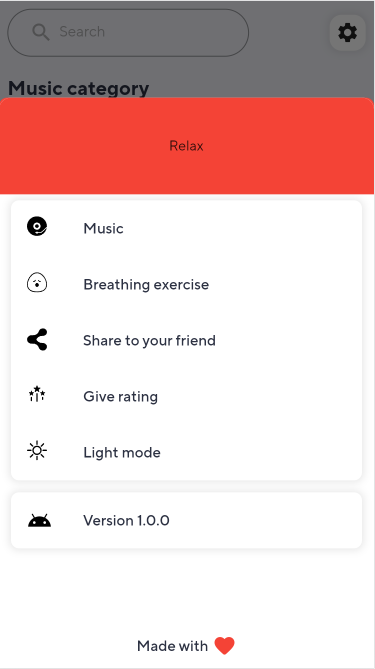 Search
Music category
Relax
Music
Breathing exercise
Share to your friend
Give rating
Light mode
Version 1.0.0
Made with